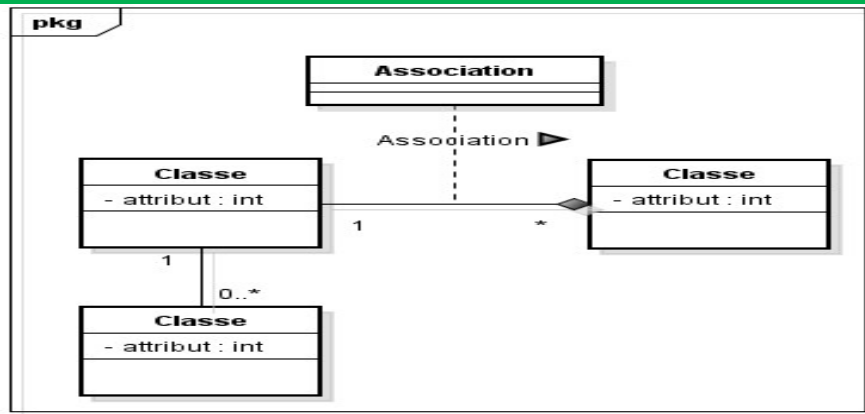 pkg
Association
Association
Classe
- attribut : int
Classe
- attribut : int
1
*
1
0..*
Classe
- attribut : int